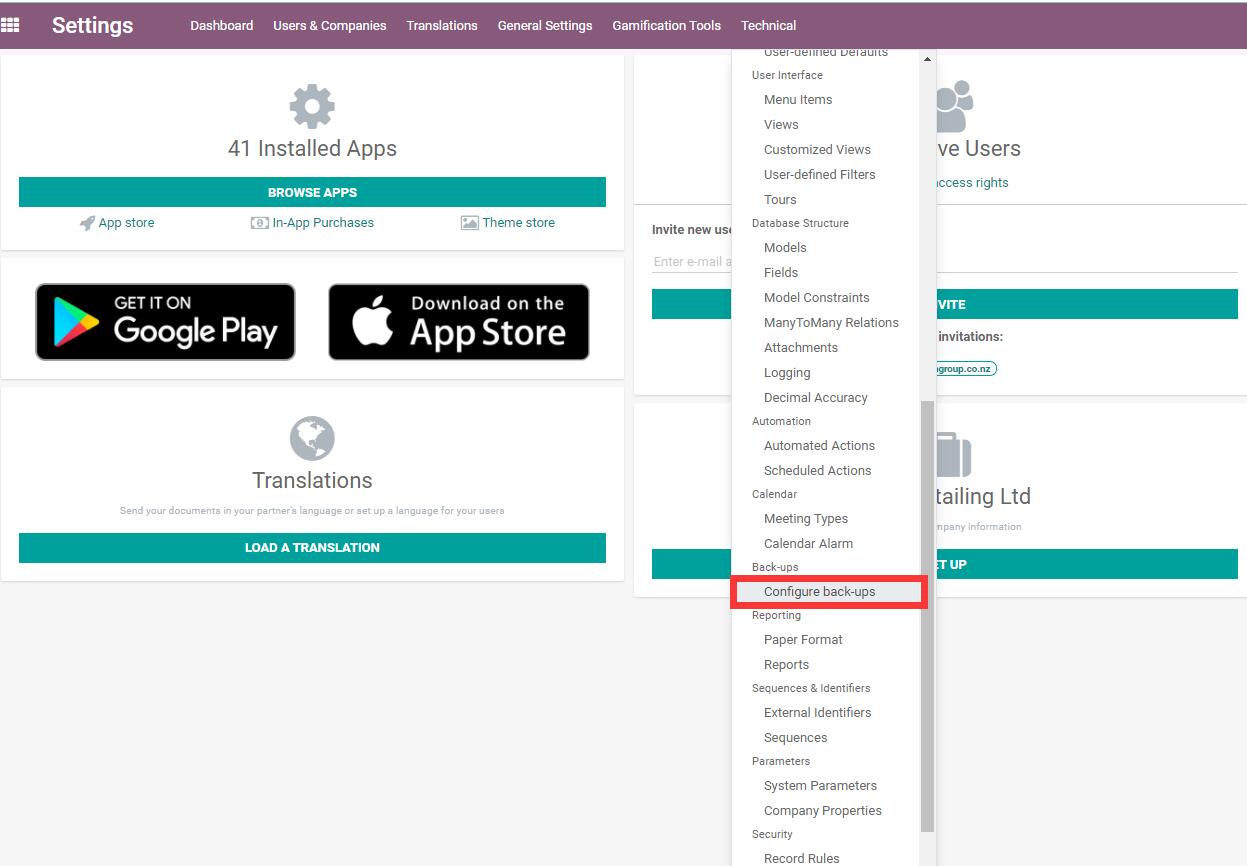 Settings
Dashboard Users & Companies Translations General Settings Gamification Tools Technical
41 Installed Apps
BROWSE APPS
App store In-App Purchases Theme store
GET IT ON
Google Play
Download on the
App Store
Translations
Send your documents in your partner's language or set up a language for your users
LOAD A TRANSLATION
User-defined Defaults
User Interface
Menu Items
Views
Customized Views
User-defined Filters
Tours
Database Structure
Models
Fields
Model Constraints
ManyToMany Relations
Attachments
Logging
Decimal Accuracy
Automation
Automated Actions
Scheduled Actions
Calendar
Meeting Types
Calendar Alarm
Back-ups
Configure back-ups
Reporting
Paper Format
Reports
Sequences & Identifiers
External Identifiers
Sequences
Parameters
System Parameters
Company Properties
Security
Record Rules
ve Users
access rights
Invite new use
Enter e-mail a
VITE
invitations:
group.co.nz
tailing Ltd
mpany information
ET UP